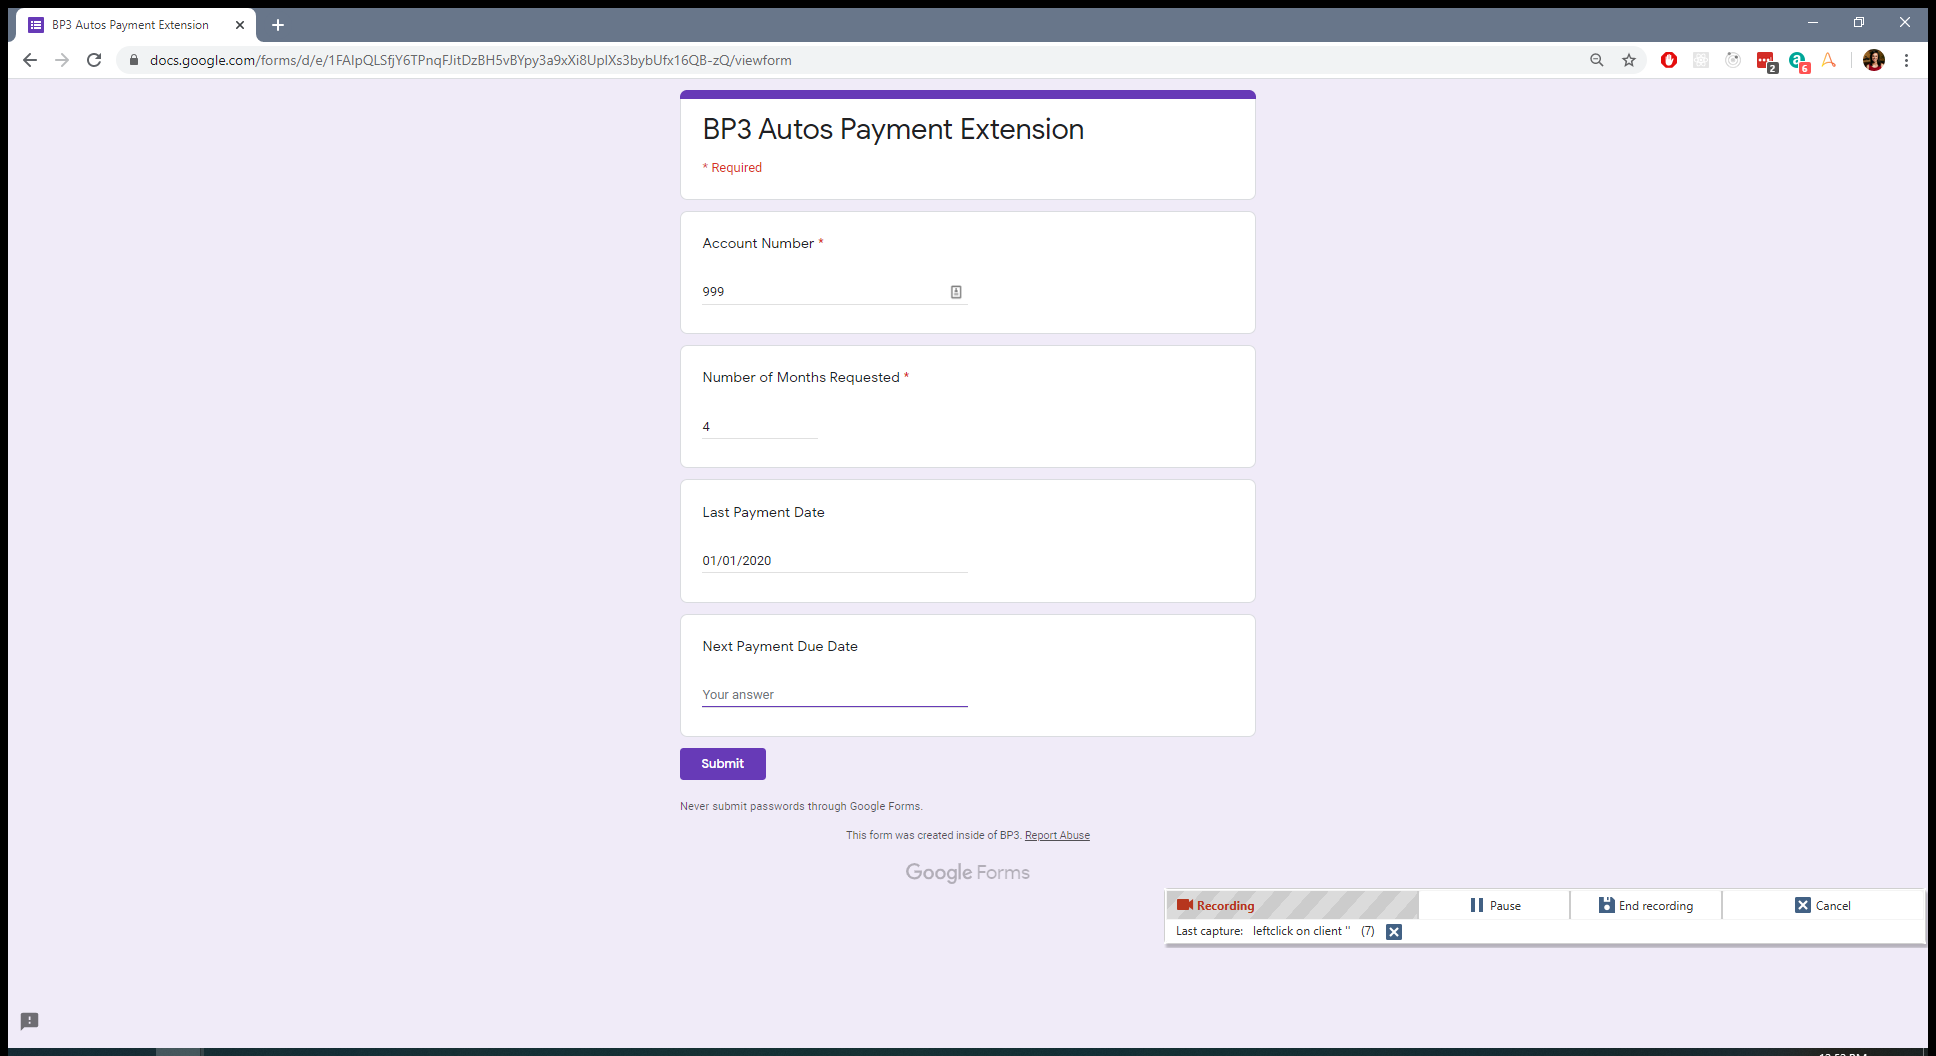 BP3 Autos Payment Extension
docs.google.com/forms/d/e/1FAIpQLSfjY6TPnqFJitDzBH5vBYpy3a9xXi8UplXs3bybUfx16QB-zQ/viewform
2
6
BP3 Autos Payment Extension
* Required
Account Number *
999
Number of Months Requested *
4
Last Payment Date
01/01/2020
Next Payment Due Date
Your answer
Submit
Never submit passwords through Google Forms.
This form was created inside of BP3. Report Abuse
Google Forms
Recording
Pause
End recording
Cancel
Last capture: leftclick on client '' (7)